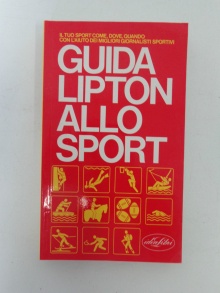 IL TUO SPORT COME, DOVE, QUANDO
CON L'AIUTO DEI MIGLIORI GIORNALISTI SPORTIVI
GUIDA
LIPTON
ALLO
SPORT